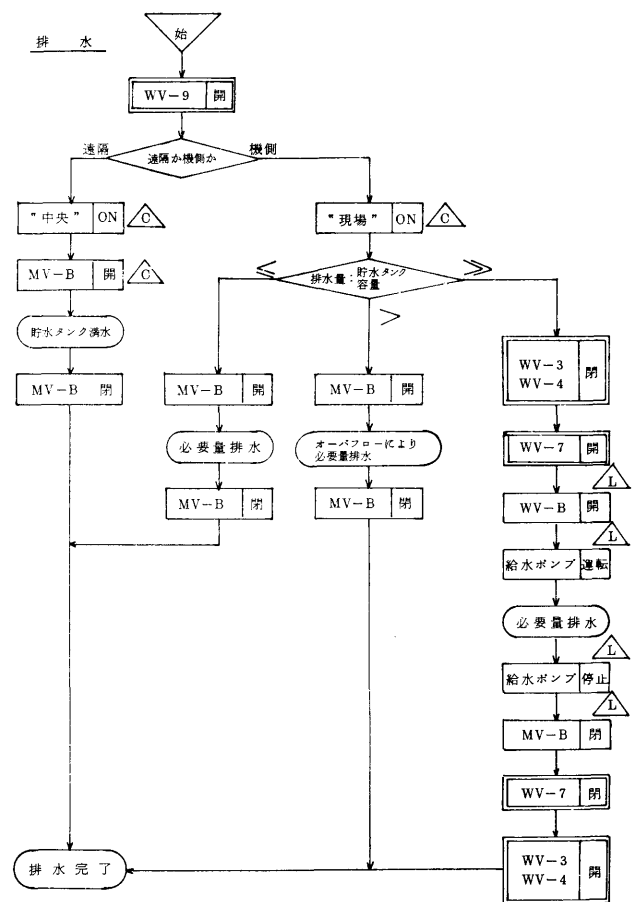 排水
始
WV-9 開
遠隔
遠隔か機側か
機側
"中央" ON C
"現場" ON C
MV-B 開 C
≪
排水量:貯水タンク
容量
≫
>
貯水タンク満水
MV-B 閉
MV-B 開
必要量排水
MV-B 閉
MV-B 開
オーバフローにより
必要量排水
MV-B 閉
WV-3
WV-4
閉
WV-7 開
L
WV-B 開
L
給水ポンプ 運転
必要量排水
L
給水ポンプ 停止
L
MV-B 閉
WV-7 閉
WV-3
WV-4
開
排水完了